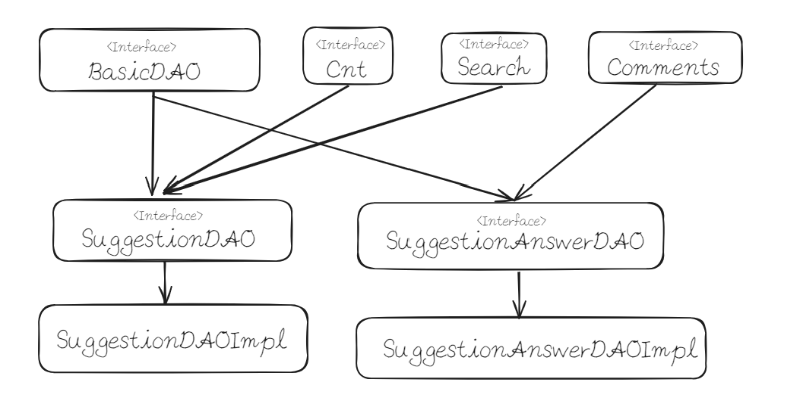 <Interface>
BasicDAO
<Interface>
Cnt
<Interface>
Search
<Interface>
Comments
<Interface>
SuggestionDAO
<Interface>
SuggestionAnswerDAO
SuggestionDAOImpl
SuggestionAnswerDAOImpl